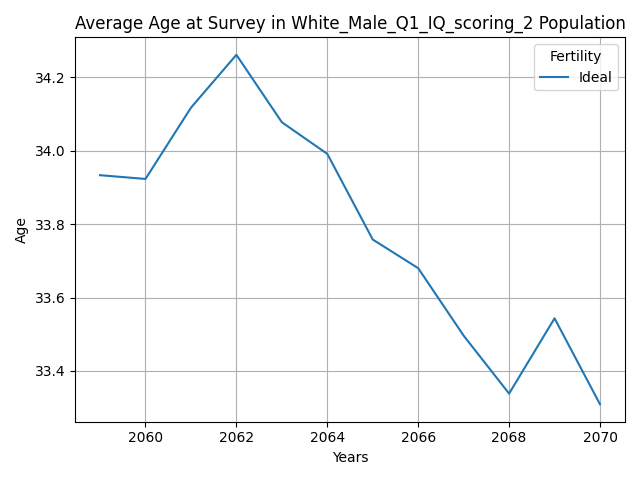 Average Age at Survey in White_Male_Q1_IQ_scoring_2 Population
Fertility
Ideal
34.2
34.0
33.8
33.6
33.4
Age
2060 2062 2064 2066 2068 2070
Years